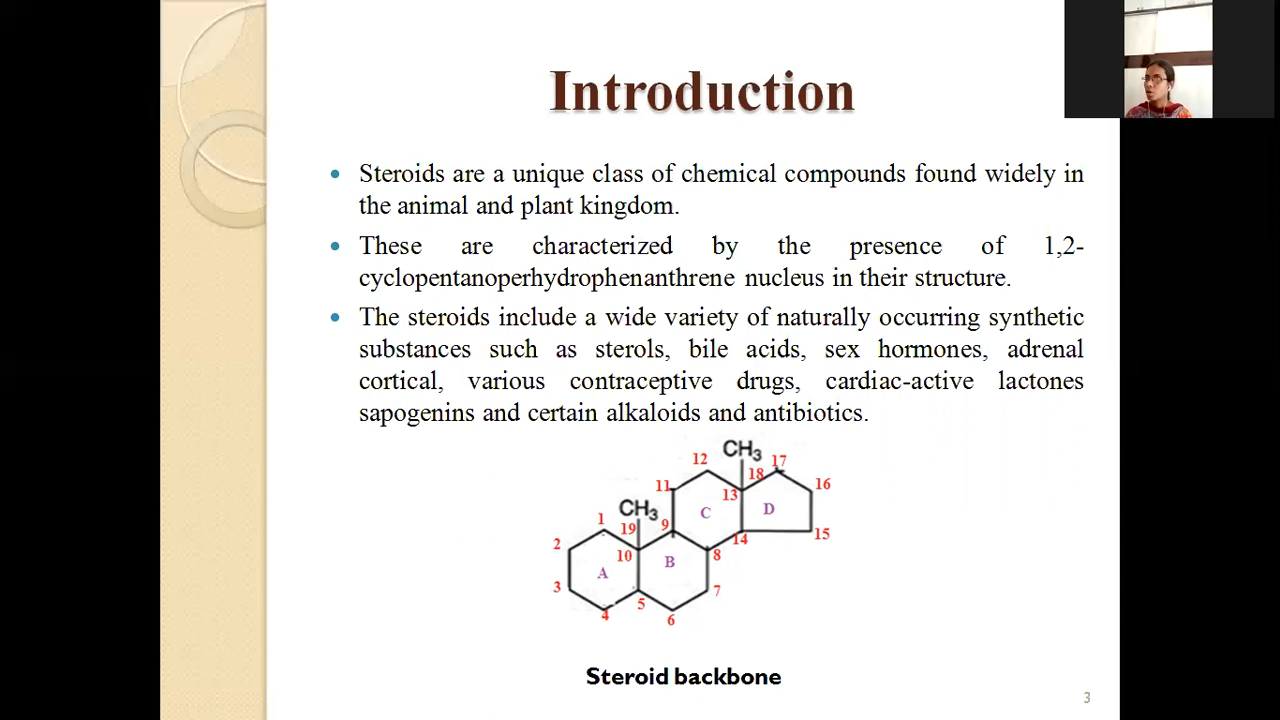 Introduction
Steroids are a unique class of chemical compounds found widely in
the animal and plant kingdom.
These are characterized by the presence of 1,2-
cyclopentanoperhydrophenanthrene nucleus in their structure.
The steroids include a wide variety of naturally occurring synthetic
substances such as sterols, bile acids, sex hormones, adrenal
cortical, various contraceptive drugs, cardiac-active lactones
sapogenins and certain alkaloids and antibiotics.
CH3
12
17
18
11
13
16
CH3
C
D
1
19
9
15
2
14
10
B
8
A
3
7
5
4
6
Steroid backbone
3